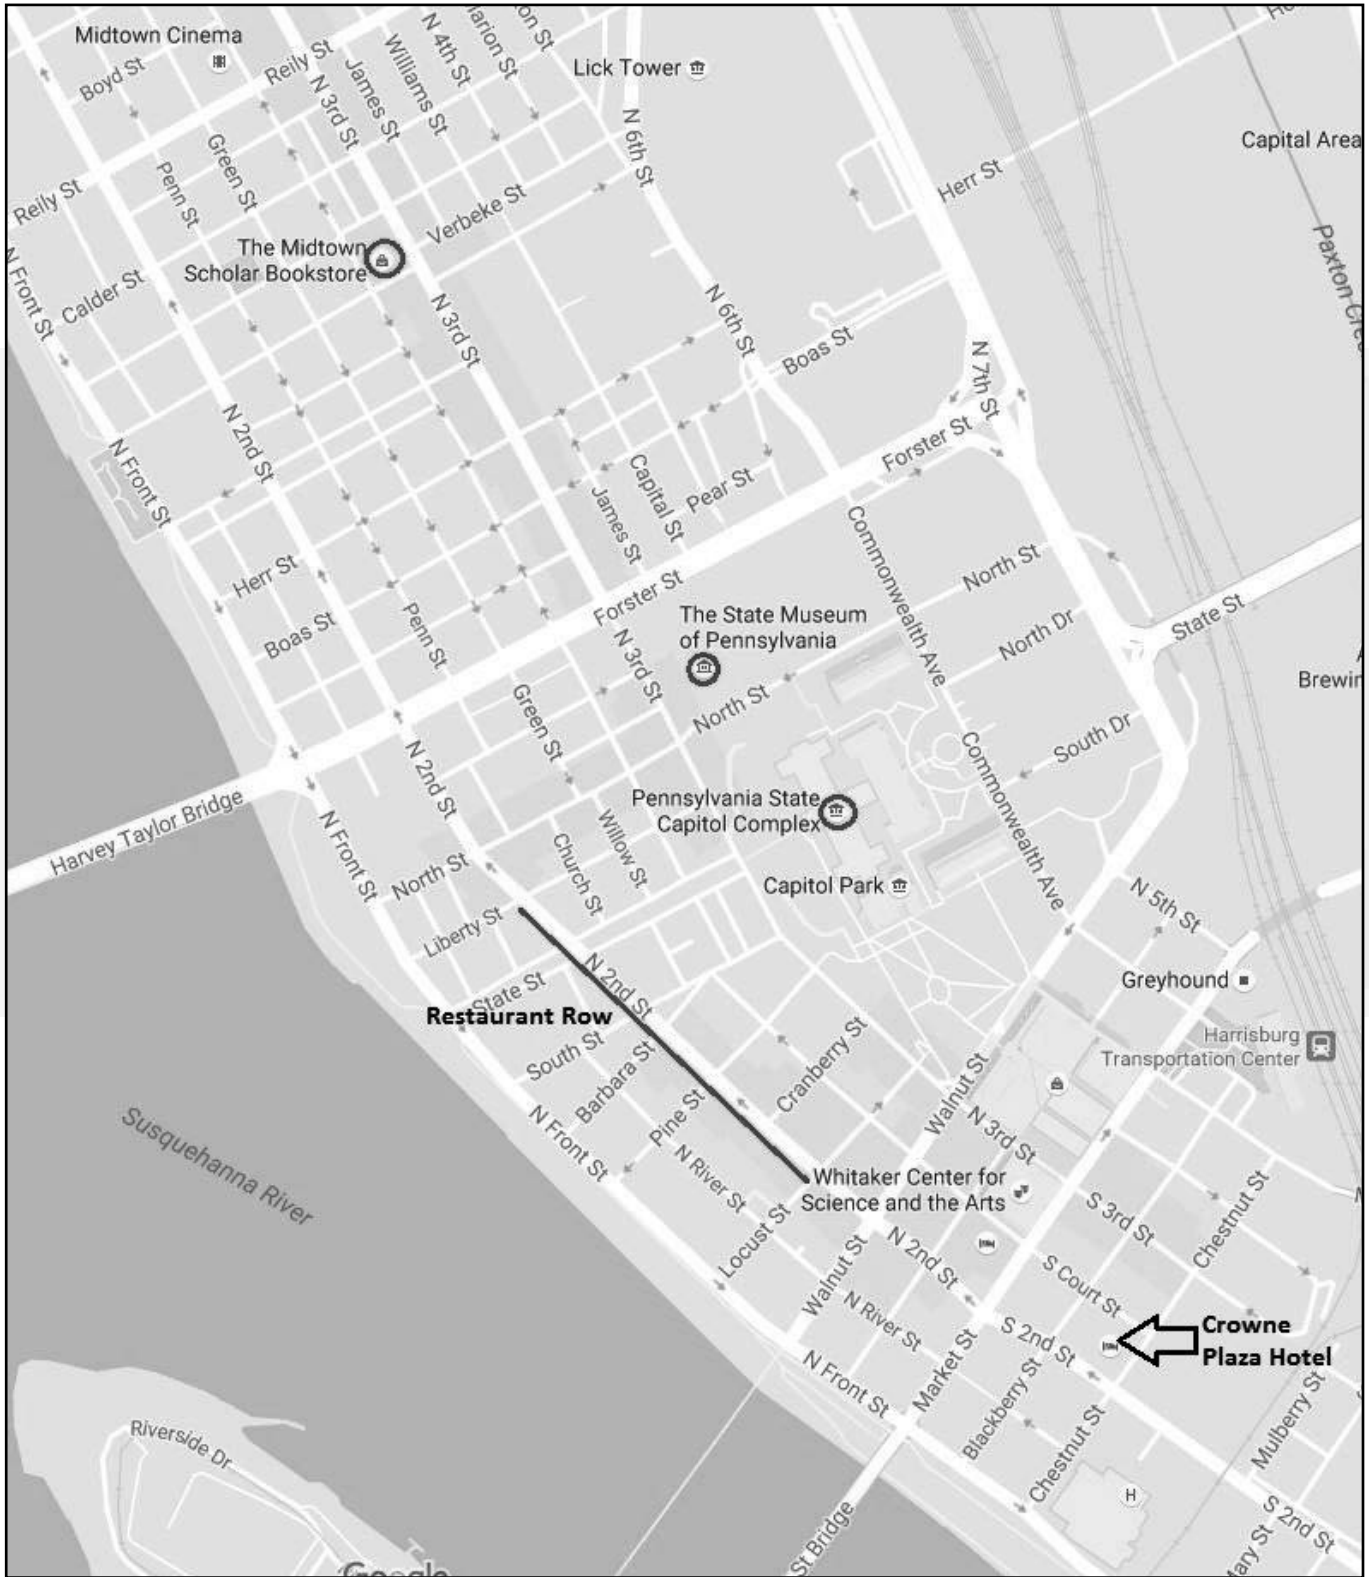 Midtown Cinema
Boyd St
Reily St
N 3rd St
James St
Williams St
N 4th St
Lick Tower
N 6th St
Capital Area
Herr St
Penn St
Green St
Reily St
Verbeke St
Paxton
The Midtown
Scholar Bookstore
N Front St
Calder St
N 3rd St
N 6th St
Boas St
N 7th St
N 2nd St
Forster St
N Front St
Capital St
Pear St
James St
Commonwealth Ave
North St
Herr St
Forster St
Penn St
The State Museum
of Pennsylvania
North Dr
State St
Boas St
N 3rd St
North St
Green St
South Dr
N 2nd St
Commonwealth Ave
Pennsylvania State
Capitol Complex
Harvey Taylor Bridge
N Front St
Willow St
Church St
North St
Capitol Park
N 5th St
Liberty St
N 2nd St
Greyhound
State St
Restaurant Row
Harrisburg
Transportation Center
South St
Barbara St
Cranberry St
Walnut St
Pine St
N 3rd St
Susquehanna River
N Front St
N River St
Whitaker Center for
Science and the Arts
S 3rd St
Chestnut St
Locust St
Walnut St
N 2nd St
S Court St
N River St
S 2nd St
Crowne
Plaza Hotel
N Front St
Market St
Blackberry St
Chestnut St
Mulberry St
Riverside Dr
H
S 2nd St
St Bridge
Google